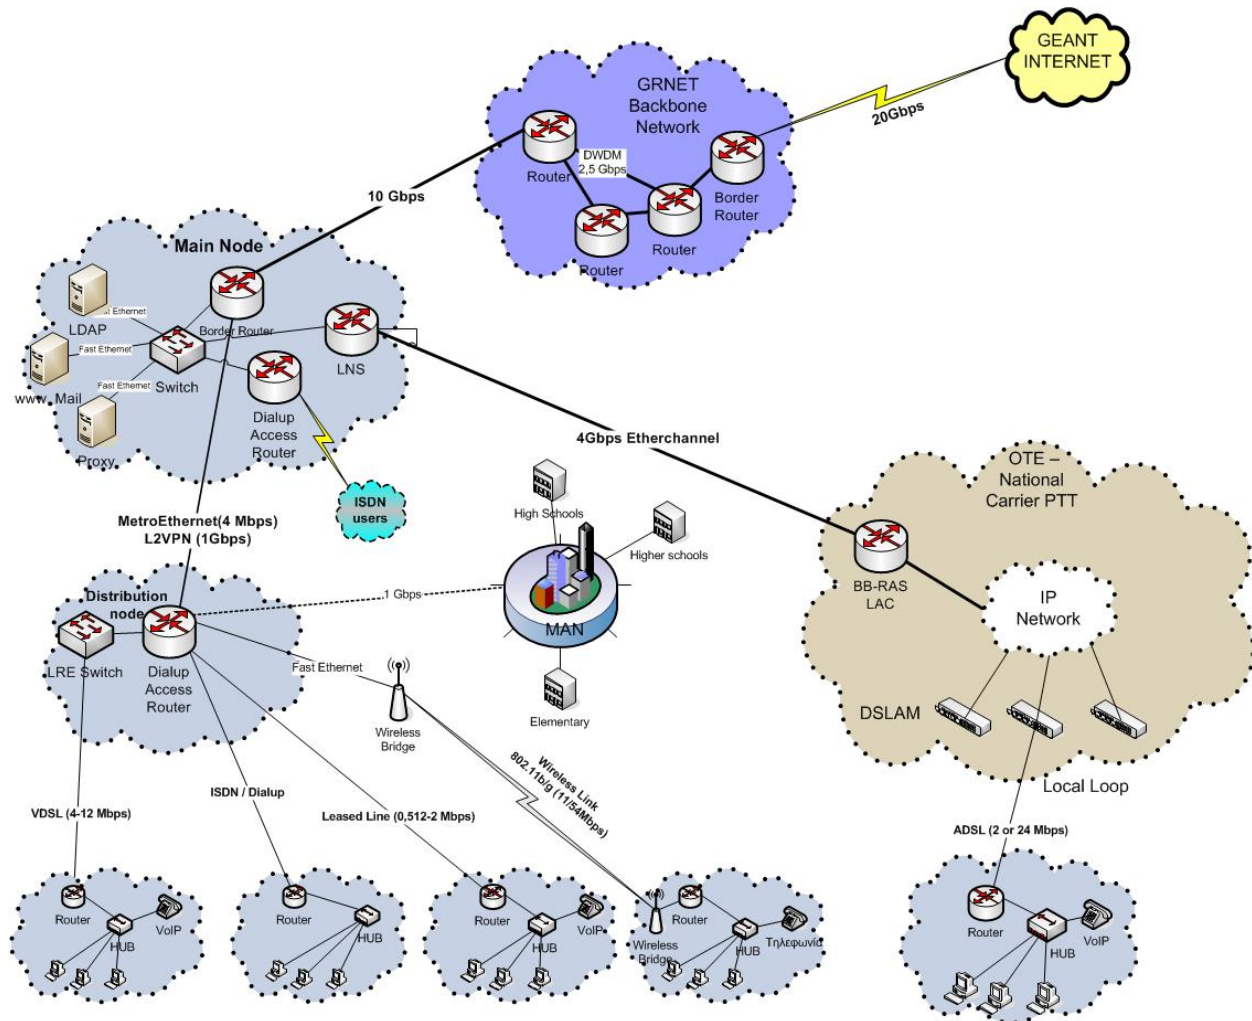 GEANT
INTERNET
GRNET
Backbone
Network
20Gbps
DWDM
2,5 Gbps
Router
Border
Router
Router
Router
10 Gbps
Main Node
LDAP
Fast Ethernet
Border Router
Fast Ethernet
LNS
Fast Ethernet
Switch
www, Mail
Dialup
Access
Router
Proxy
4Gbps Etherchannel
OTE –
National
Carrier PTT
ISDN
users
High Schools
Higher schools
MetroEthernet(4 Mbps)
L2VPN (1Gbps)
BB-RAS
LAC
IP
Network
Distribution
node
1 Gbps
MAN
LRE Switch
Dialup
Access
Router
Fast Ethernet
Wireless
Bridge
Elementary
DSLAM
Local Loop
Wireless Link
802.11b/g (11/54Mbps)
ISDN / Dialup
VDSL (4-12 Mbps)
Leased Line (0,512-2 Mbps)
ADSL (2 or 24 Mbps)
Router
VoIP
HUB
Router
HUB
Router
VoIP
HUB
Router
Wireless
Bridge
HUB
Τηλεφωνία
Router
VoIP
HUB